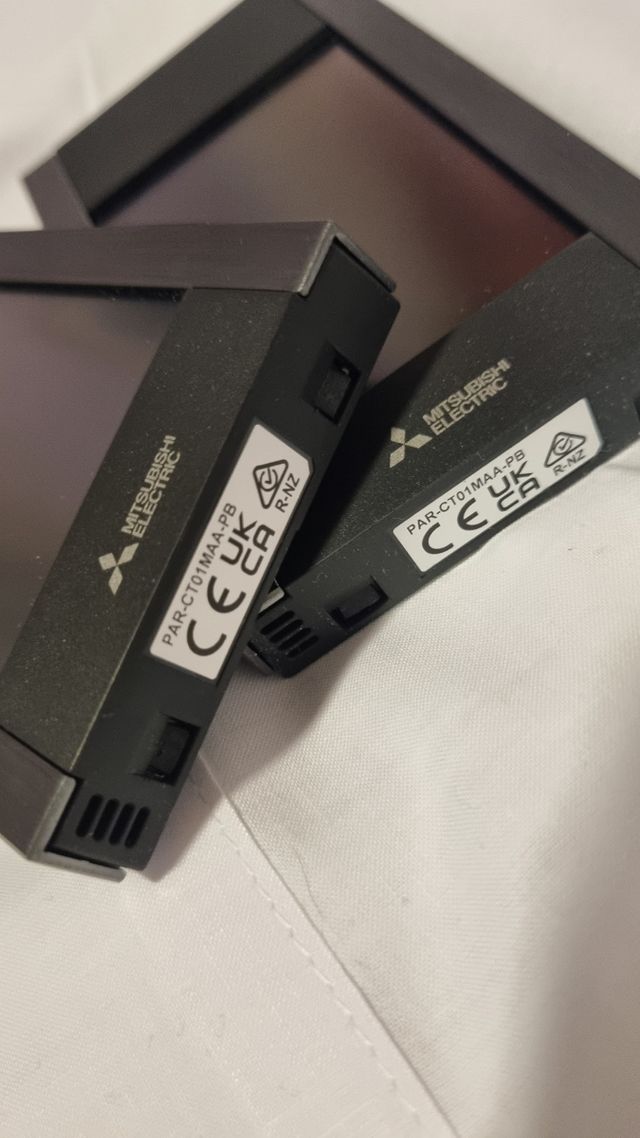 MITSUBISHI
ELECTRIC
PAR-CT01MAA-PB
CE UK
CA
R-NZ
MITSUBISHI
ELECTRIC
PAR-CT01MAA-PB
CE UK
CA
R-NZ